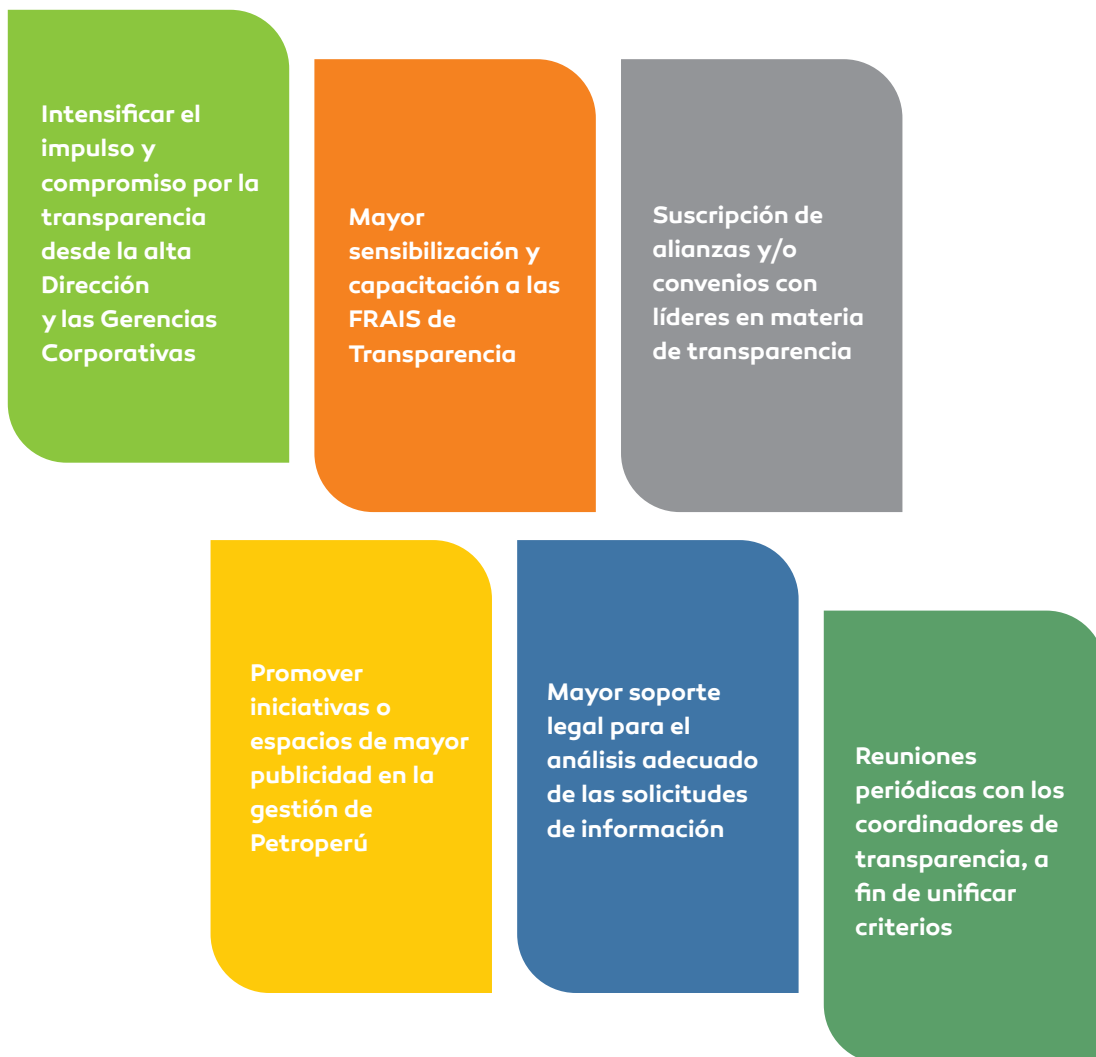 Intensificar el
impulso y
compromiso por la
transparencia
desde la alta
Dirección
y las Gerencias
Corporativas
Mayor
sensibilización y
capacitación a las
FRAIS de
Transparencia
Suscripción de
alianzas y/o
convenios con
líderes en materia
de transparencia
Promover
iniciativas o
espacios de mayor
publicidad en la
gestión de
Petroperú
Mayor soporte
legal para el
análisis adecuado
de las solicitudes
de información
Reuniones
periódicas con los
coordinadores de
transparencia, a
fin de unificar
criterios